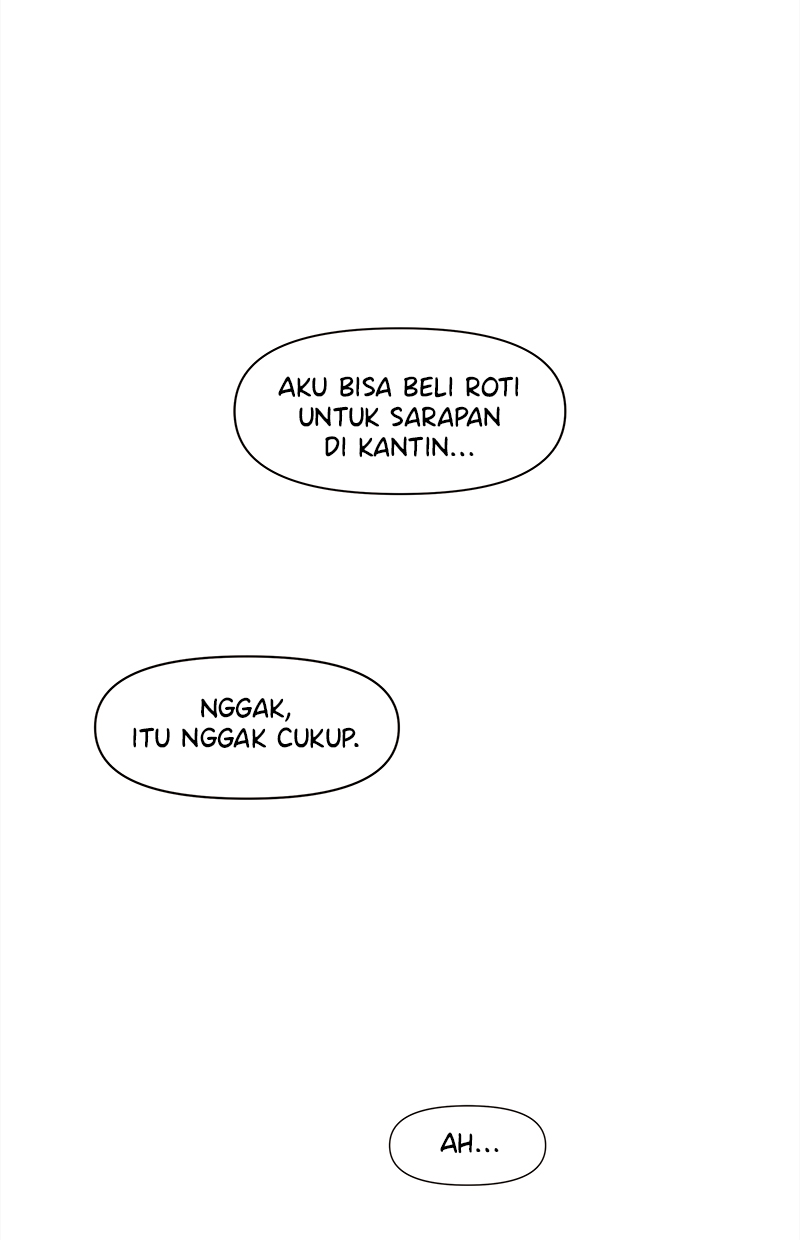 AKU BISA BELI ROTI
UNTUK SARAPAN
DI KANTIN...
NGGAK,
ITU NGGAK CUKUP.
AH...